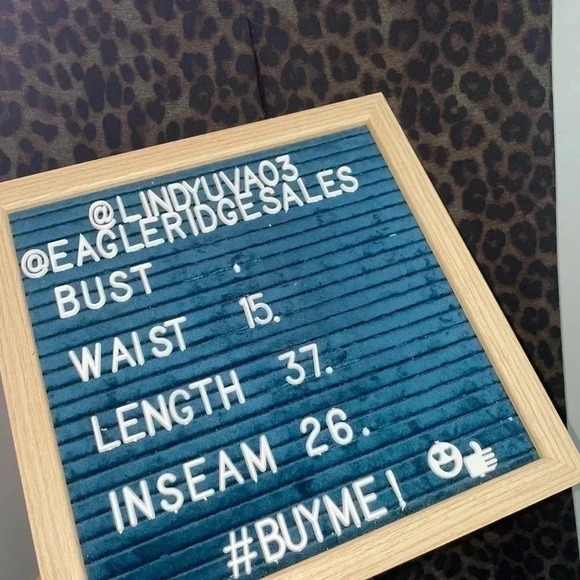 @LINDYUVA03
@EAGLERIDGESALES
BUST .
WAIST 15.
LENGTH 37.
INSEAM 26.
#BUYME!